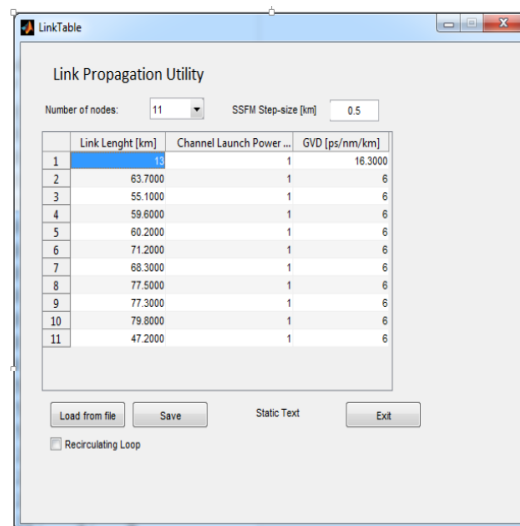 LinkTable
Link Propagation Utility
Number of nodes: 11 SSFM Step-size [km] 0.5
Link Lenght [km] Channel Launch Power ... GVD [ps/nm/km]
1 13 1 16.3000
2 63.7000 1 6
3 55.1000 1 6
4 59.6000 1 6
5 60.2000 1 6
6 71.2000 1 6
7 68.3000 1 6
8 77.5000 1 6
9 77.3000 1 6
10 79.8000 1 6
11 47.2000 1 6
Load from file Save Static Text Exit
Recirculating Loop